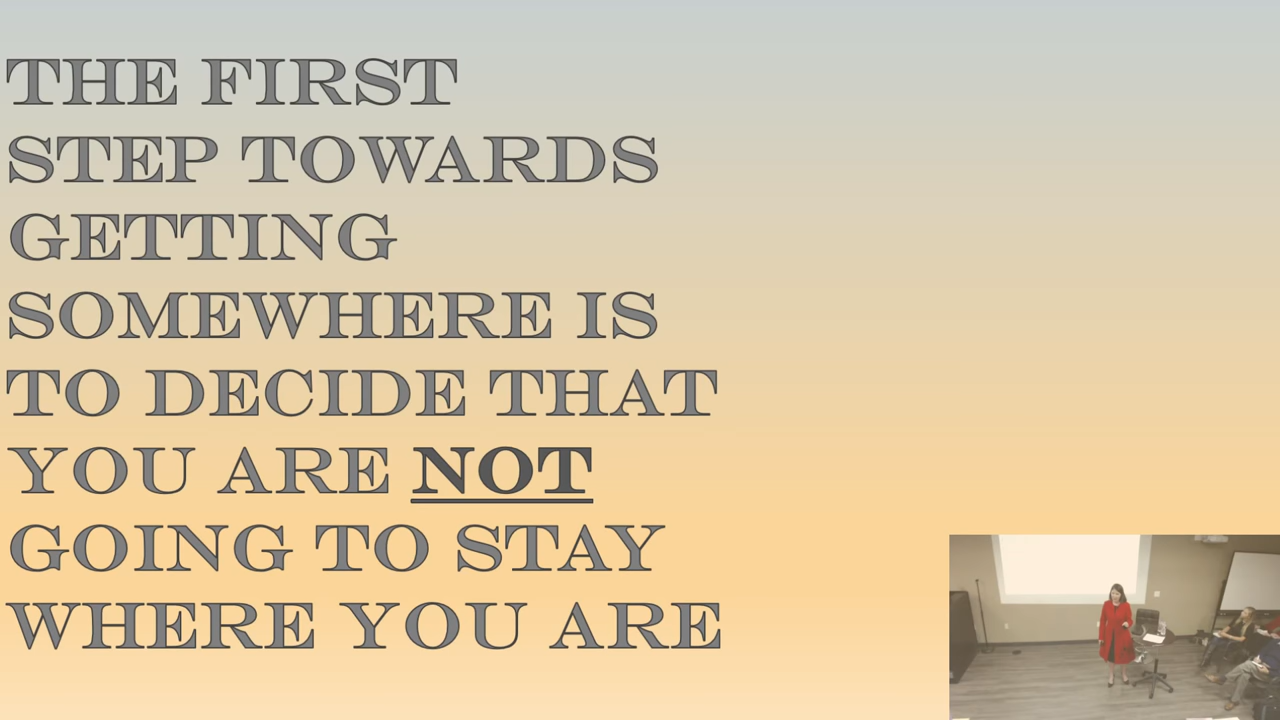 THE FIRST
STEP TOWARDS
GETTING
SOMEWHERE IS
TO DECIDE THAT
YOU ARE NOT
GOING TO STAY
WHERE YOU ARE